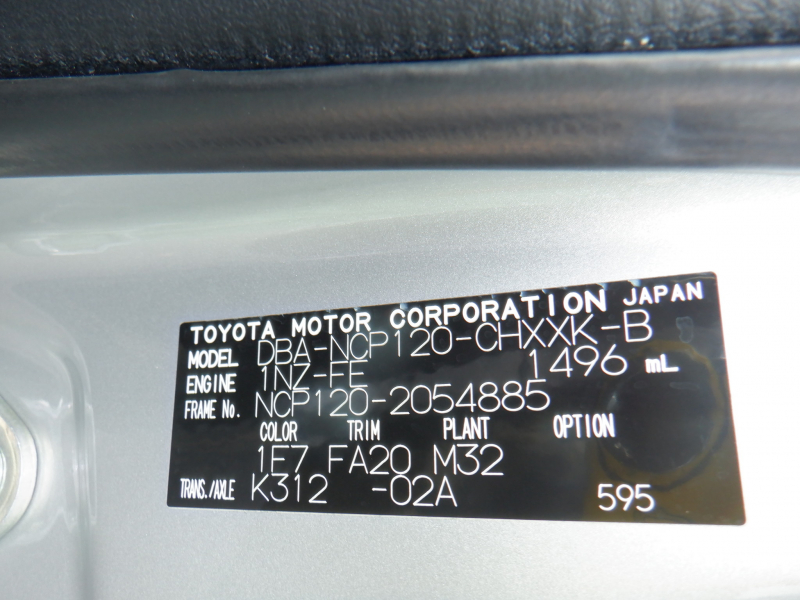 TOYOTA MOTOR CORPORATION JAPAN
MODEL DBA-NCP120-CHXXK-B
ENGINE 1NZ-FE 1496 mL
FRAME No. NCP120-2054885
COLOR TRIM PLANT OPTION
1E7 FA20 M32
TRANS./AXLE K312 -02A 595